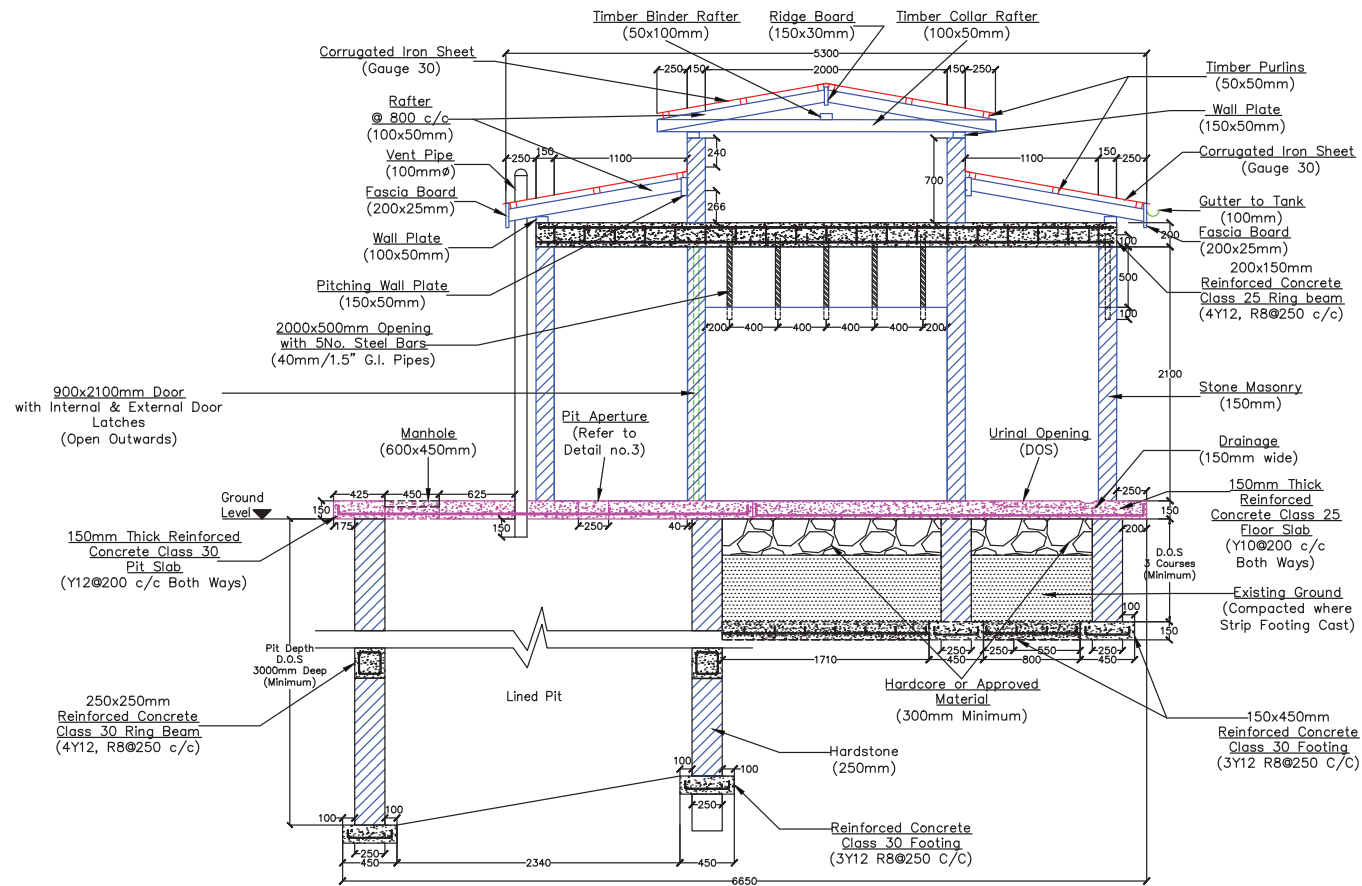 Timber Binder Rafter
(50x100mm)
Ridge Board
(150x30mm)
Timber Collar Rafter
(100x50mm)
5300
Corrugated Iron Sheet
(Gauge 30)
250
150
2000
150
250
Timber Purlins
(50x50mm)
Rafter
@ 800 c/c
(100x50mm)
Wall Plate
(150x50mm)
Vent Pipe
(100mmø)
250
150
1100
240
700
1100
150
250
Corrugated Iron Sheet
(Gauge 30)
Fascia Board
(200x25mm)
266
Gutter to Tank
(100mm)
Wall Plate
(100x50mm)
Fascia Board
(200x25mm)
200
100
Pitching Wall Plate
(150x50mm)
500
100
200x150mm
Reinforced Concrete
Class 25 Ring beam
(4Y12, R8@250 c/c)
2000x500mm Opening
with 5No. Steel Bars
(40mm/1.5" G.I. Pipes)
200
400
400
400
400
200
2100
900x2100mm Door
with Internal & External Door
Latches
(Open Outwards)
Stone Masonry
(150mm)
Manhole
(600x450mm)
Pit Aperture
(Refer to
Detail no.3)
Urinal Opening
(DOS)
Drainage
(150mm wide)
Ground
Level
425
450
625
150
175
150
250
40
250
150
200
150mm Thick
Reinforced
Concrete Class 25
Floor Slab
(Y10@200 c/c
Both Ways)
150mm Thick Reinforced
Concrete Class 30
Pit Slab
(Y12@200 c/c Both Ways)
D.O.S
3 Courses
(Minimum)
Existing Ground
(Compacted where
Strip Footing Cast)
100
150
Pit Depth
D.O.S
3000mm Deep
(Minimum)
1710
250
450
250
550
800
250
450
Lined Pit
Hardcore or Approved
Material
(300mm Minimum)
250x250mm
Reinforced Concrete
Class 30 Ring Beam
(4Y12, R8@250 c/c)
150x450mm
Reinforced Concrete
Class 30 Footing
(3Y12 R8@250 C/C)
Hardstone
(250mm)
100
100
250
100
100
250
Reinforced Concrete
Class 30 Footing
(3Y12 R8@250 C/C)
450
2340
450
6650